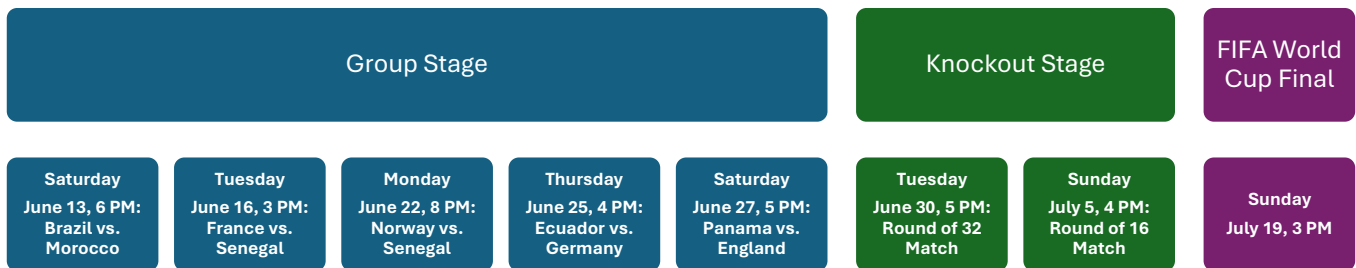 Group Stage
Knockout Stage
FIFA World
Cup Final
Saturday
June 13, 6 PM:
Brazil vs.
Morocco
Tuesday
June 16, 3 PM:
France vs.
Senegal
Monday
June 22, 8 PM:
Norway vs.
Senegal
Thursday
June 25, 4 PM:
Ecuador vs.
Germany
Saturday
June 27, 5 PM:
Panama vs.
England
Tuesday
June 30, 5 PM:
Round of 32
Match
Sunday
July 5, 4 PM:
Round of 16
Match
Sunday
July 19, 3 PM